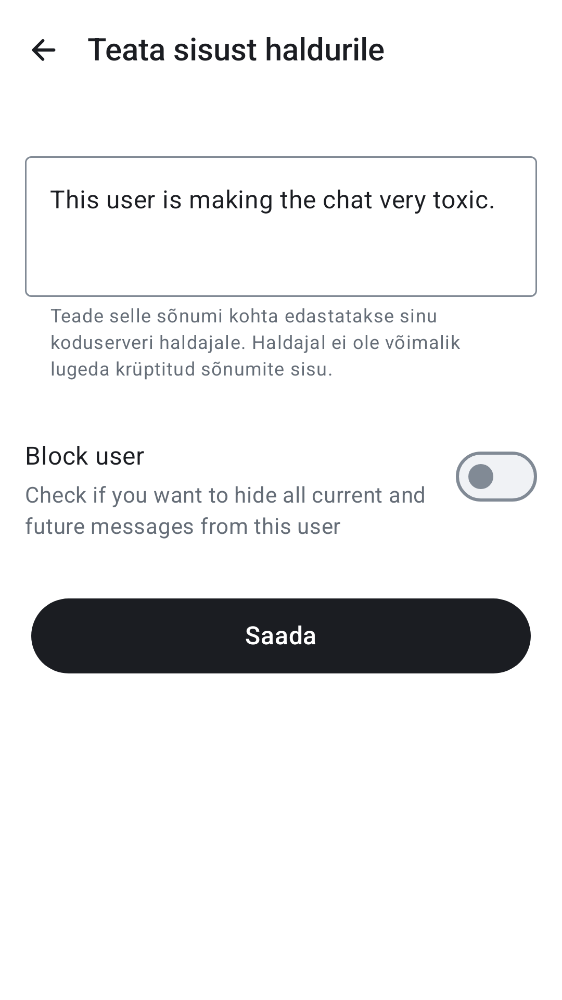 Teata sisust haldurile
This user is making the chat very toxic.
Teade selle sõnumi kohta edastatakse sinu
koduserveri haldajale. Haldajal ei ole võimalik
lugeda krüptitud sõnumite sisu.
Block user
Check if you want to hide all current and
future messages from this user
Saada